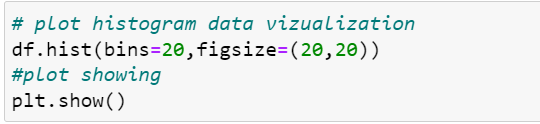 # plot histogram data vizualization
df.hist(bins=20,figsize=(20,20))
#plot showing
plt.show()